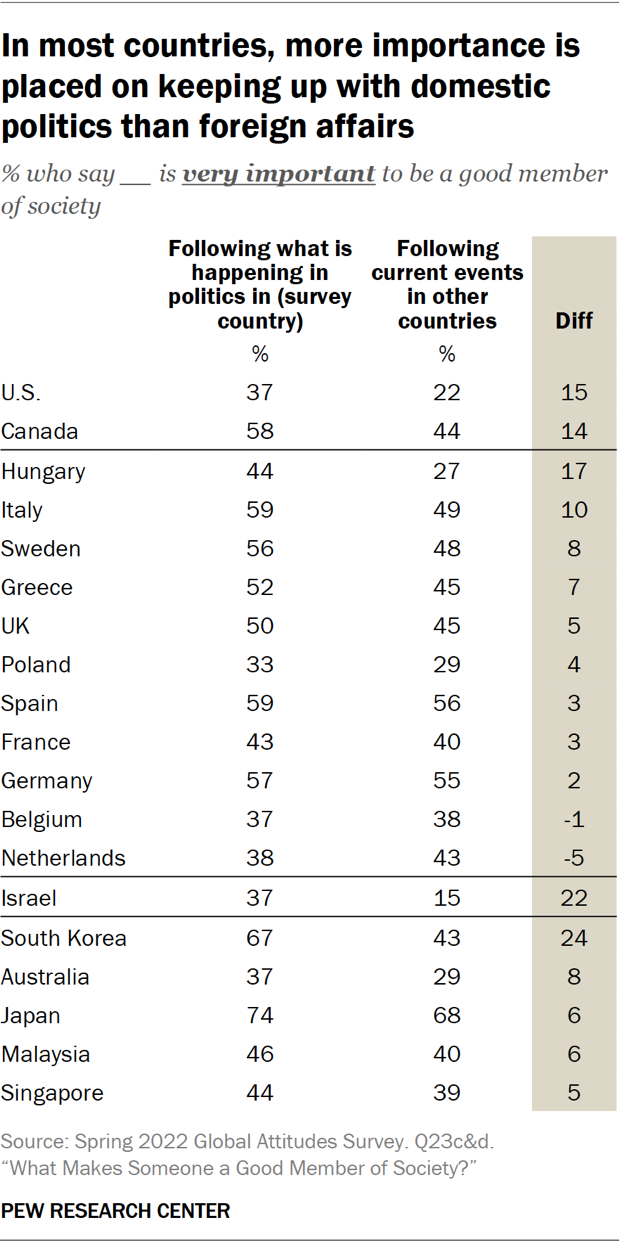 In most countries, more importance is
placed on keeping up with domestic
politics than foreign affairs
% who say __ is very important to be a good member
of society
Following what is
happening in
politics in (survey
country)
Following
current events
in other
countries
Diff
% %
U.S. 37 22 15
Canada 58 44 14
Hungary 44 27 17
Italy 59 49 10
Sweden 56 48 8
Greece 52 45 7
UK 50 45 5
Poland 33 29 4
Spain 59 56 3
France 43 40 3
Germany 57 55 2
Belgium 37 38 -1
Netherlands 38 43 -5
Israel 37 15 22
South Korea 67 43 24
Australia 37 29 8
Japan 74 68 6
Malaysia 46 40 6
Singapore 44 39 5
Source: Spring 2022 Global Attitudes Survey. Q23c&d.
“What Makes Someone a Good Member of Society?”
PEW RESEARCH CENTER